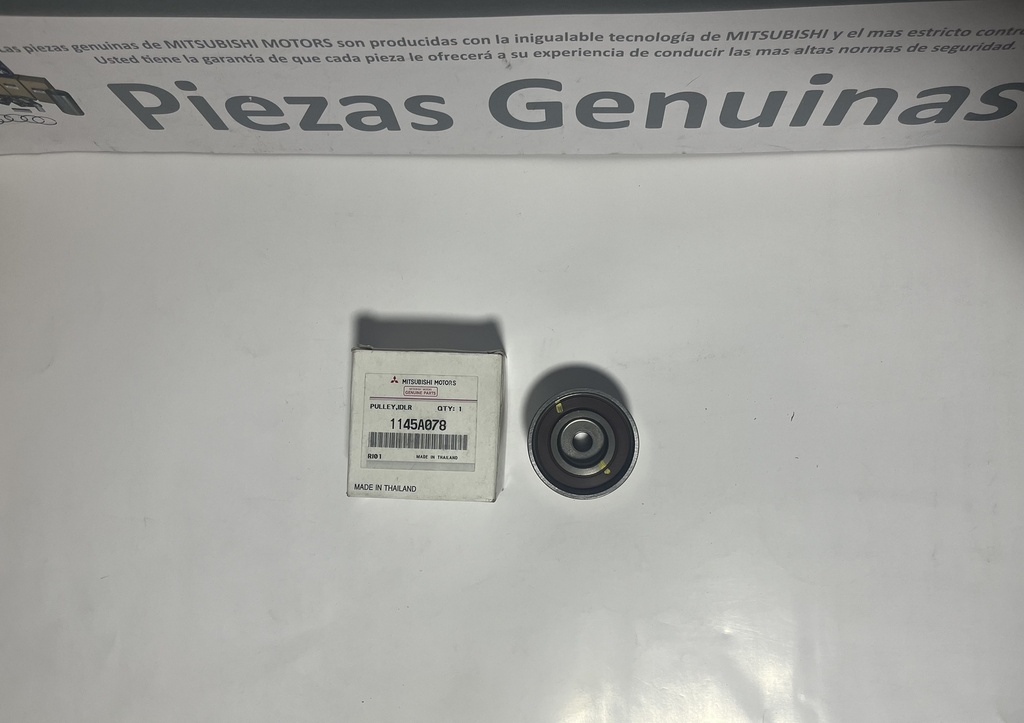 Las piezas genuinas de MITSUBISHI MOTORS son producidas con la inigualable tecnología de MITSUBISHI y el mas estricto contr
Usted tiene la garantía de que cada pieza le ofrecerá a su experiencia de conducir las mas altas normas de seguridad.
Piezas Genuinas
MITSUBISHI MOTORS
GENUINE PARTS
PULLEY,IDLR QTY: 1
1145A078
RI01 MADE IN THAILAND
MADE IN THAILAND